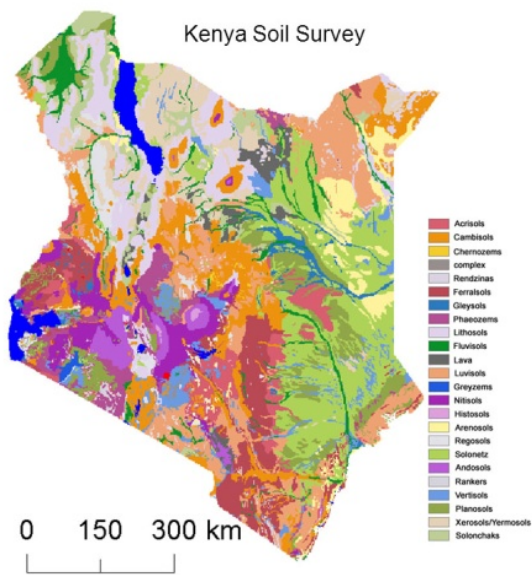 Kenya Soil Survey
Acrisols
Cambisols
Chernozems
complex
Rendzinas
Ferralsols
Gleysols
Phaeozems
Lithosols
Fluvisols
Lava
Luvisols
Greyzems
Nitisols
Histosols
Arenosols
Regosols
Solonetz
Andosols
Rankers
Vertisols
Planosols
Xerosols/Yermosols
Solonchaks
0 150 300 km